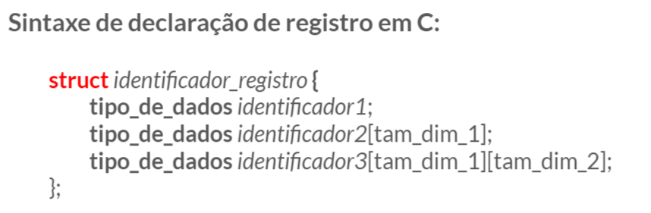 Sintaxe de declaração de registro em C:
struct identificador_registro {
tipo_de_dados identificador1;
tipo_de_dados identificador2[tam_dim_1];
tipo_de_dados identificador3[tam_dim_1][tam_dim_2];
};